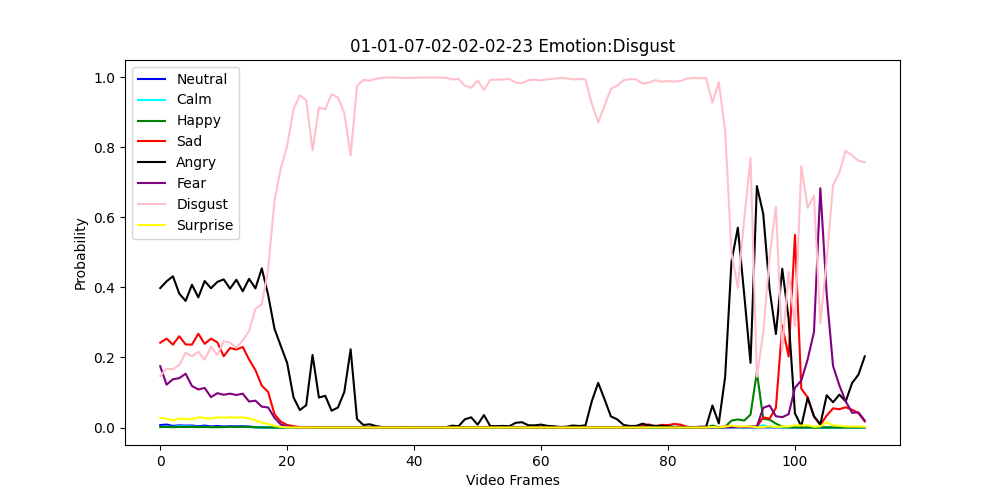 01-01-07-02-02-02-23 Emotion:Disgust
1.0
0.8
0.6
0.4
0.2
0.0
Probability
Neutral
Calm
Happy
Sad
Angry
Fear
Disgust
Surprise
0 20 40 60 80 100
Video Frames